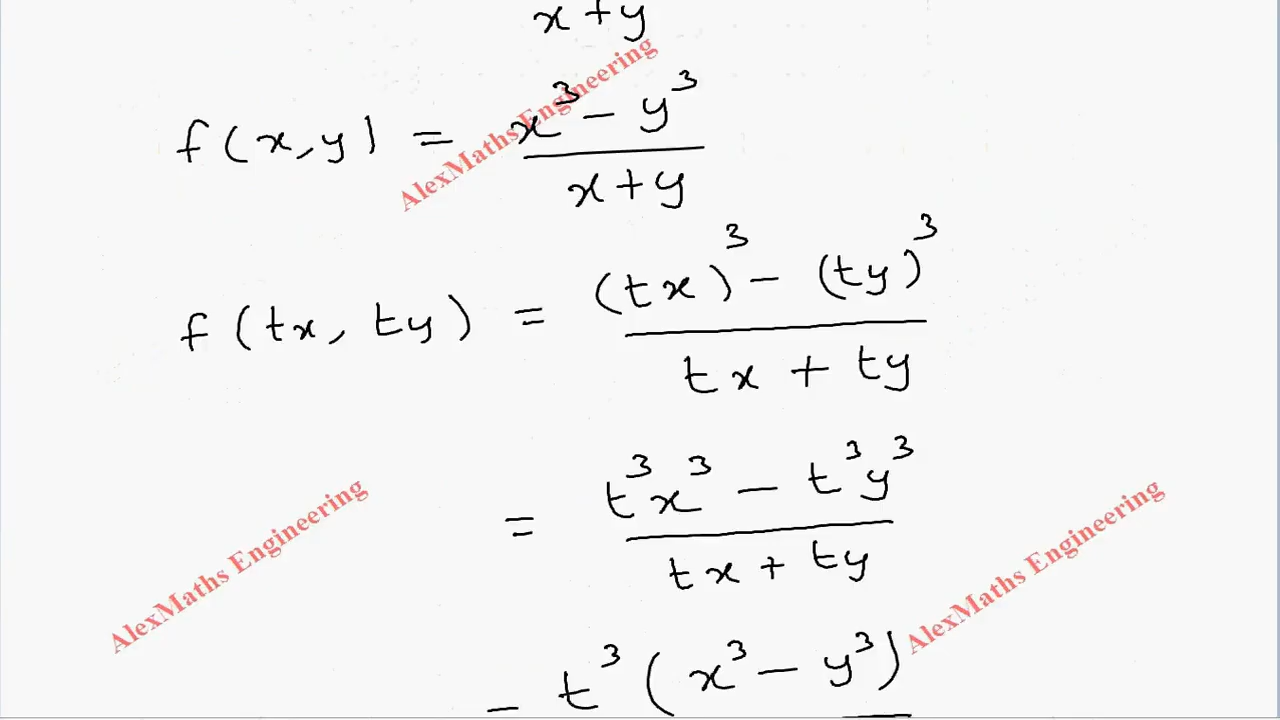 x+y
f(x,y) = x³ - y³ / x+y
f(tx, ty) = (tx)³ - (ty)³ / tx + ty
= t³x³ - t³y³ / tx + ty
= t³(x³ - y³)
AlexMaths Engineering
AlexMaths Engineering
AlexMaths Engineering